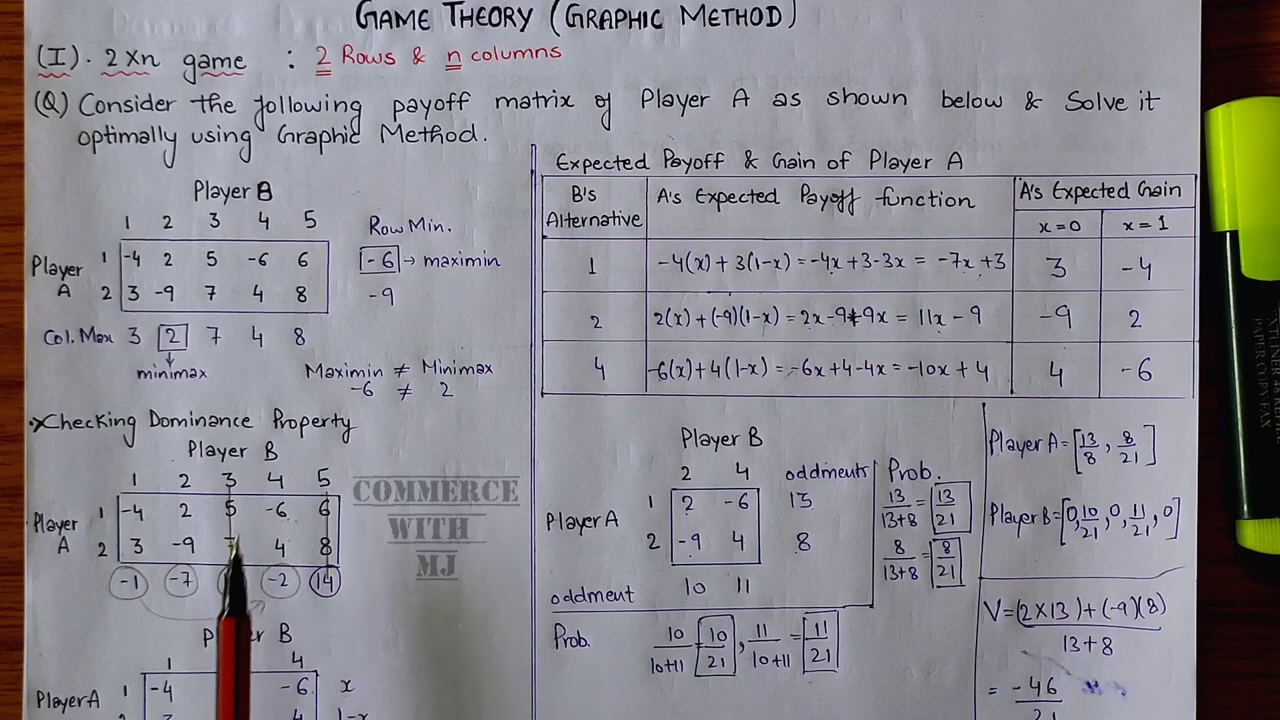 GAME THEORY (GRAPHIC METHOD)
(I). 2×n game : 2 Rows & n columns
(Q) Consider the following payoff matrix of Player A as shown below & Solve it
optimally using Graphic Method.
Player B
1 2 3 4 5
Row Min.
Player A
1 -4 2 5 -6 6 -6 → maximin
2 3 -9 7 4 8 -9
Col. Max 3 2 7 4 8
minimax
Maximin ≠ Minimax
-6 ≠ 2
Checking Dominance Property
Player B
1 2 3 4 5
Player A
1 -4 2 5 -6 6
2 3 -9 7 4 8
-1 -7 -2 14
1 4
Player A 1 -4 -6 x
4 1-x
COMMERCE
WITH
MJ
Expected Payoff & Gain of Player A
B's Alternative A's Expected Payoff function A's Expected Gain
x=0 x=1
1 -4(x)+3(1-x)=-4x+3-3x=-7x+3 3 -4
2 2(x)+(-9)(1-x)=2x-9+9x=11x-9 -9 2
4 -6(x)+4(1-x)=-6x+4-4x=-10x+4 4 -6
Player B
2 4 oddments Prob.
Player A
1 2 -6 13 13/13+8 = 13/21
2 -9 4 8 8/13+8 = 8/21
oddment 10 11
Prob. 10/10+11 = 10/21, 11/10+11 = 11/21
Player A=[13/8, 8/21]
Player B=[0,10/21,0,11/21,0]
V=(2×13)+(-9)(8)
13+8
= -46
21